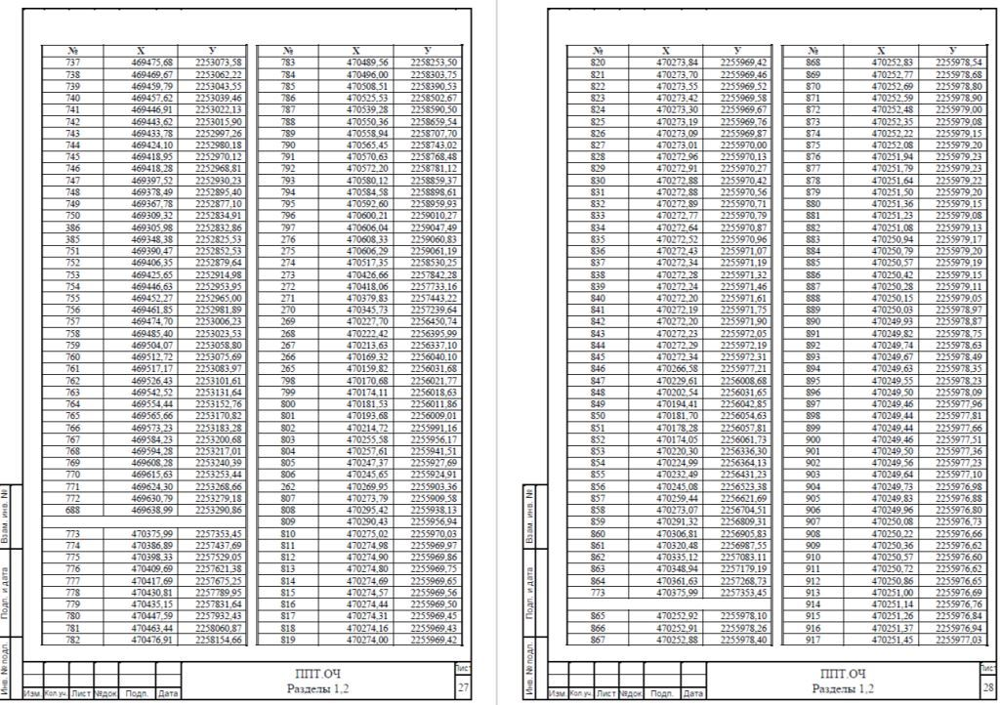 № X У
737 469475,68 2253073,58
738 469469,67 2253062,22
739 469459,79 2253043,55
740 469457,62 2253039,46
741 469446,91 2253022,13
742 469443,62 2253015,90
743 469433,78 2252997,26
744 469424,10 2252980,18
745 469418,95 2252970,12
746 469418,28 2252968,81
747 469397,52 2252930,23
748 469378,49 2252895,40
749 469367,78 2252877,10
750 469309,32 2252834,91
386 469305,98 2252832,86
385 469348,38 2252825,53
751 469390,47 2252852,53
752 469406,35 2252879,64
753 469425,65 2252914,98
754 469446,63 2252953,95
755 469452,27 2252965,00
756 469461,85 2252981,89
757 469474,70 2253006,23
758 469485,40 2253023,53
759 469504,07 2253058,80
760 469512,72 2253075,69
761 469517,17 2253083,97
762 469526,43 2253101,61
763 469542,52 2253131,64
764 469554,44 2253152,76
765 469565,66 2253170,82
766 469573,23 2253183,28
767 469584,23 2253200,68
768 469594,28 2253217,01
769 469608,28 2253240,39
770 469615,63 2253253,44
771 469624,30 2253268,66
772 469630,79 2253279,18
688 469638,99 2253290,86
773 470375,99 2257353,45
774 470386,89 2257437,69
775 470398,33 2257529,05
776 470409,69 2257621,38
777 470417,69 2257675,25
778 470430,81 2257789,95
779 470435,15 2257831,64
780 470447,59 2257932,43
781 470463,44 2258060,87
782 470476,91 2258154,66
№ X У
783 470489,56 2258253,50
784 470496,00 2258303,75
785 470508,51 2258390,53
786 470525,53 2258502,67
787 470539,28 2258590,50
788 470550,36 2258659,54
789 470558,94 2258707,70
790 470565,45 2258743,02
791 470570,63 2258768,48
792 470572,20 2258781,12
793 470580,12 2258859,37
794 470584,58 2258898,61
795 470592,60 2258959,93
796 470600,21 2259010,27
797 470606,04 2259047,49
276 470608,33 2259060,83
275 470606,29 2259061,19
274 470517,35 2258530,25
273 470426,66 2257842,28
272 470418,06 2257733,16
271 470379,83 2257443,22
270 470345,73 2257239,64
269 470227,70 2256450,74
268 470222,42 2256395,99
267 470213,63 2256337,10
266 470169,32 2256040,10
265 470159,82 2256031,68
798 470170,68 2256021,77
799 470174,11 2256018,63
800 470181,53 2256011,86
801 470193,68 2256009,01
802 470214,72 2255991,16
803 470255,58 2255956,17
804 470257,61 2255941,51
805 470247,37 2255927,69
806 470245,65 2255924,91
262 470269,95 2255903,36
807 470273,79 2255909,58
808 470295,42 2255938,13
809 470290,43 2255956,94
810 470275,02 2255970,03
811 470274,98 2255969,97
812 470274,90 2255969,86
813 470274,80 2255969,75
814 470274,69 2255969,65
815 470274,57 2255969,56
816 470274,44 2255969,50
817 470274,31 2255969,45
818 470274,16 2255969,43
819 470274,00 2255969,42
Взам. инв. №
Подп. и дата
Инв. № подл.
Изм. Кол.уч. Лист №док. Подп. Дата
ППТ.ОЧ
Разделы 1,2
Лист
27
№ X У
820 470273,84 2255969,42
821 470273,70 2255969,46
822 470273,55 2255969,52
823 470273,42 2255969,58
824 470273,30 2255969,67
825 470273,19 2255969,76
826 470273,09 2255969,87
827 470273,01 2255970,00
828 470272,96 2255970,13
829 470272,91 2255970,27
830 470272,88 2255970,42
831 470272,88 2255970,56
832 470272,89 2255970,71
833 470272,77 2255970,79
834 470272,64 2255970,87
835 470272,52 2255970,96
836 470272,43 2255971,07
837 470272,34 2255971,19
838 470272,28 2255971,32
839 470272,24 2255971,46
840 470272,20 2255971,61
841 470272,19 2255971,75
842 470272,20 2255971,90
843 470272,23 2255972,05
844 470272,29 2255972,19
845 470272,34 2255972,31
846 470266,58 2255977,21
847 470229,61 2256008,68
848 470202,54 2256031,65
849 470194,41 2256042,85
850 470181,70 2256054,63
851 470178,28 2256057,81
852 470174,05 2256061,73
853 470220,30 2256336,30
854 470224,99 2256364,13
855 470232,49 2256431,23
856 470245,08 2256523,38
857 470259,44 2256621,69
858 470273,07 2256704,51
859 470291,32 2256809,31
860 470306,81 2256905,83
861 470320,48 2256987,55
862 470335,12 2257083,11
863 470348,94 2257179,19
864 470361,63 2257268,73
773 470375,99 2257353,45
865 470252,92 2255978,10
866 470252,91 2255978,26
867 470252,88 2255978,40
№ X У
868 470252,83 2255978,54
869 470252,77 2255978,68
870 470252,69 2255978,80
871 470252,59 2255978,90
872 470252,48 2255979,00
873 470252,35 2255979,08
874 470252,22 2255979,15
875 470252,08 2255979,20
876 470251,94 2255979,23
877 470251,79 2255979,23
878 470251,64 2255979,22
879 470251,50 2255979,20
880 470251,36 2255979,15
881 470251,23 2255979,08
882 470251,08 2255979,13
883 470250,94 2255979,17
884 470250,79 2255979,20
885 470250,57 2255979,19
886 470250,42 2255979,15
887 470250,28 2255979,11
888 470250,15 2255979,05
889 470250,03 2255978,97
890 470249,93 2255978,87
891 470249,82 2255978,75
892 470249,74 2255978,63
893 470249,67 2255978,49
894 470249,63 2255978,35
895 470249,55 2255978,23
896 470249,50 2255978,09
897 470249,46 2255977,96
898 470249,44 2255977,81
899 470249,44 2255977,66
900 470249,46 2255977,51
901 470249,50 2255977,36
902 470249,56 2255977,23
903 470249,64 2255977,10
904 470249,73 2255976,98
905 470249,83 2255976,88
906 470249,96 2255976,80
907 470250,08 2255976,73
908 470250,22 2255976,66
909 470250,36 2255976,62
910 470250,57 2255976,60
911 470250,72 2255976,62
912 470250,86 2255976,65
913 470251,00 2255976,69
914 470251,14 2255976,76
915 470251,26 2255976,84
916 470251,37 2255976,94
917 470251,45 2255977,03
Взам. инв. №
Подп. и дата
Инв. № подл.
Изм. Кол.уч. Лист №док. Подп. Дата
ППТ.ОЧ
Разделы 1,2
Лист
28